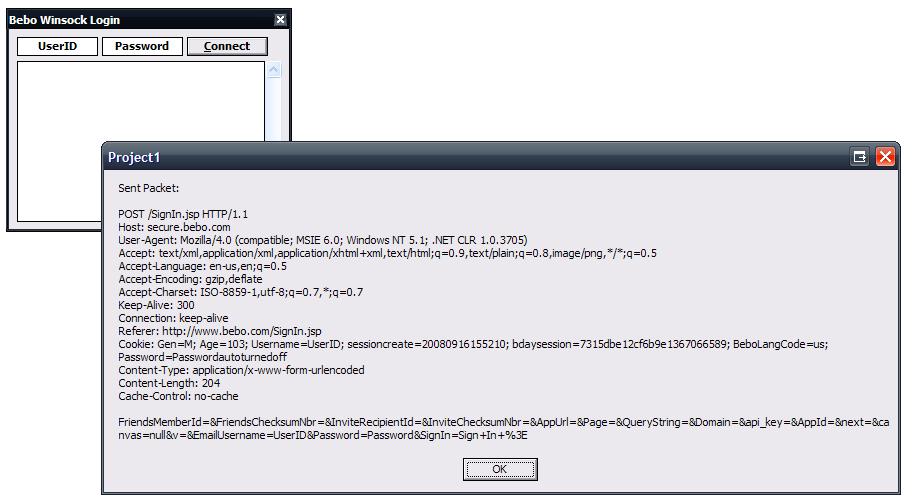 Bebo Winsock Login
UserID Password Connect
Project1
Sent Packet:
POST /SignIn.jsp HTTP/1.1
Host: secure.bebo.com
User-Agent: Mozilla/4.0 (compatible; MSIE 6.0; Windows NT 5.1; .NET CLR 1.0.3705)
Accept: text/xml,application/xml,application/xhtml+xml,text/html;q=0.9,text/plain;q=0.8,image/png,*/*;q=0.5
Accept-Language: en-us,en;q=0.5
Accept-Encoding: gzip,deflate
Accept-Charset: ISO-8859-1,utf-8;q=0.7,*;q=0.7
Keep-Alive: 300
Connection: keep-alive
Referer: http://www.bebo.com/SignIn.jsp
Cookie: Gen=M; Age=103; Username=UserID; sessioncreate=20080916155210; bdaysession=7315dbe12cf6b9e1367066589; BeboLangCode=us;
Password=Passwordautoturnedoff
Content-Type: application/x-www-form-urlencoded
Content-Length: 204
Cache-Control: no-cache
FriendsMemberId=&FriendsChecksumNbr=&InviteRecipientId=&InviteChecksumNbr=&AppUrl=&Page=&QueryString=&Domain=&api_key=&AppId=&next=&ca
nvas=null&v=&EmailUsername=UserID&Password=Password&SignIn=Sign+In+%3E
OK